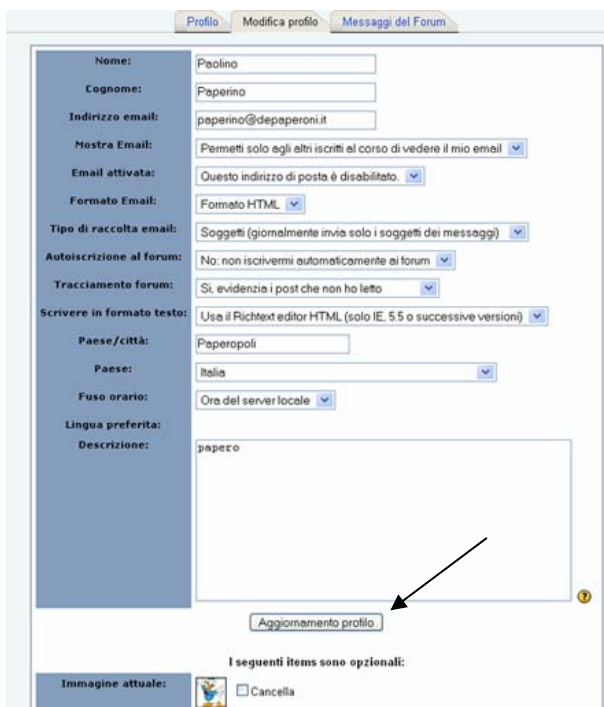 Profilo Modifica profilo Messaggi del Forum
Nome: Paolino
Cognome: Paperino
Indirizzo email: paperino@depaperoni.it
Mostra Email: Permetti solo agli altri iscritti al corso di vedere il mio email
Email attivata: Questo indirizzo di posta è disabilitato.
Formato Email: Formato HTML
Tipo di raccolta email: Soggetti (giornalmente invia solo i soggetti dei messaggi)
Autoiscrizione al forum: No: non iscrivermi automaticamente ai forum
Tracciamento forum: Si, evidenzia i post che non ho letto
Scrivere in formato testo: Usa il Richtext editor HTML (solo IE, 5.5 o successive versioni)
Paese/città: Paperopoli
Paese: Italia
Fuso orario: Ora del server locale
Lingua preferita:
Descrizione: papero
?
Aggiornamento profilo
I seguenti items sono opzionali:
Immagine attuale: Cancella